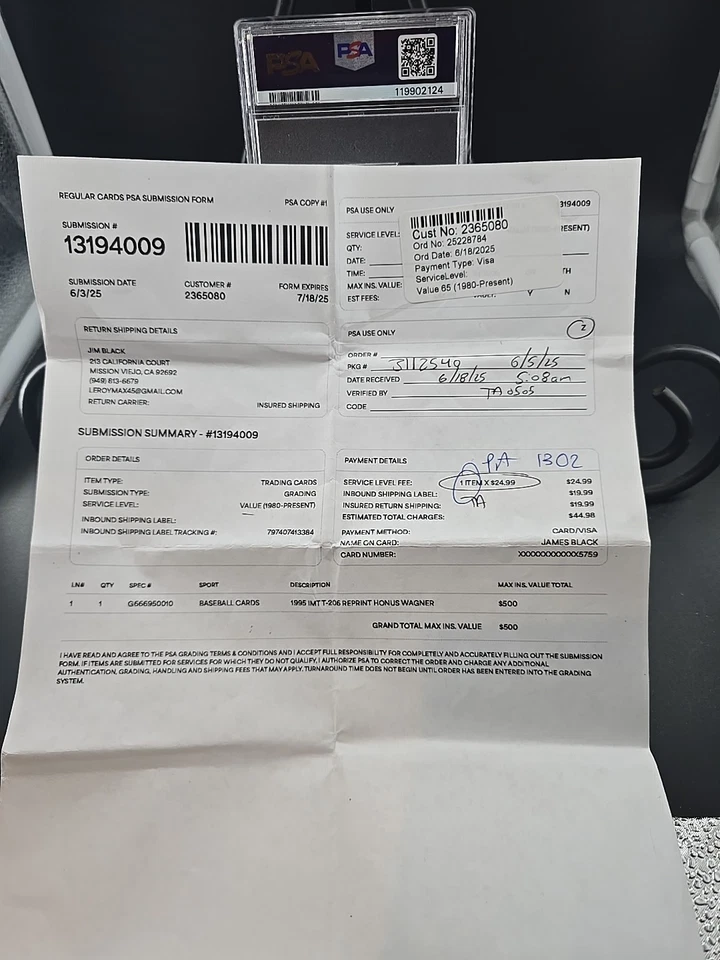 PSA PSA
119902124
REGULAR CARDS PSA SUBMISSION FORM PSA COPY #1
SUBMISSION #
13194009
SUBMISSION DATE CUSTOMER # FORM EXPIRES
6/3/25 2365080 7/18/25
PSA USE ONLY 13194009
SERVICE LEVEL: RESENT)
QTY:
DATE:
TIME:
MAX INS. VALUE: TH
EST FEES: Y N
Cust No: 2365080
Ord No: 25228784
Ord Date: 6/18/2025
Payment Type: Visa
ServiceLevel:
Value 65 (1980-Present)
RETURN SHIPPING DETAILS
JIM BLACK
213 CALIFORNIA COURT
MISSION VIEJO, CA 92692
(949) 813-6679
LEROYMAX45@GMAIL.COM
RETURN CARRIER: INSURED SHIPPING
PSA USE ONLY 2
ORDER #
PKG # 3112549 6/5/25
DATE RECEIVED 6/18/25 5:08am
VERIFIED BY TA 0505
CODE
SUBMISSION SUMMARY - #13194009
ORDER DETAILS
ITEM TYPE: TRADING CARDS
SUBMISSION TYPE: GRADING
SERVICE LEVEL: VALUE (1980-PRESENT)
INBOUND SHIPPING LABEL:
INBOUND SHIPPING LABEL TRACKING #: 797407413384
PAYMENT DETAILS 1302
SERVICE LEVEL FEE: 1 ITEM X $24.99 $24.99
INBOUND SHIPPING LABEL: $19.99
INSURED RETURN SHIPPING: TA $19.99
ESTIMATED TOTAL CHARGES: $44.98
PAYMENT METHOD: CARD/VISA
NAME ON CARD: JAMES BLACK
CARD NUMBER: XXXXXXXXXXXX5759
LN# QTY SPEC # SPORT DESCRIPTION MAX INS. VALUE TOTAL
1 1 G666950010 BASEBALL CARDS 1995 IMT T-206 REPRINT HONUS WAGNER $500
GRAND TOTAL MAX INS. VALUE $500
I HAVE READ AND AGREE TO THE PSA GRADING TERMS & CONDITIONS AND I ACCEPT FULL RESPONSIBILITY FOR COMPLETELY AND ACCURATELY FILLING OUT THE SUBMISSION
FORM. IF ITEMS ARE SUBMITTED FOR SERVICES FOR WHICH THEY DO NOT QUALIFY, I AUTHORIZE PSA TO CORRECT THE ORDER AND CHARGE ANY ADDITIONAL
AUTHENTICATION, GRADING, HANDLING AND SHIPPING FEES THAT MAY APPLY. TURNAROUND TIME DOES NOT BEGIN UNTIL ORDER HAS BEEN ENTERED INTO THE GRADING
SYSTEM.